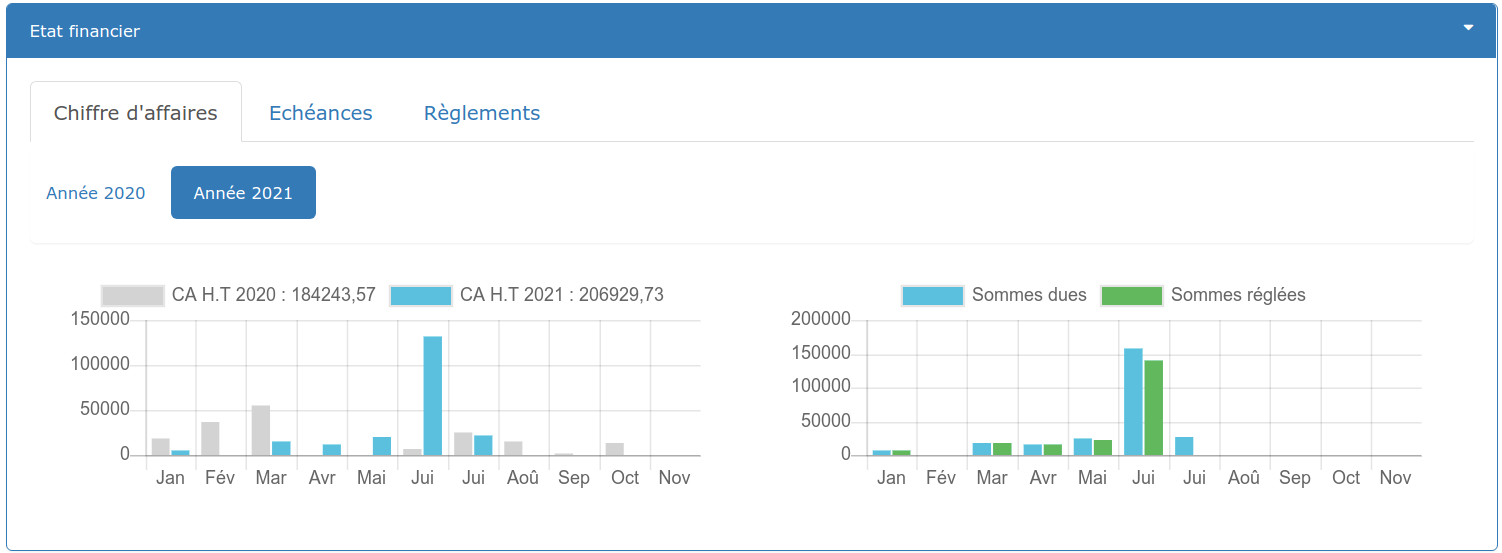 Etat financier
Chiffre d'affaires Echéances Règlements
Année 2020 Année 2021
CA H.T 2020 : 184243,57 CA H.T 2021 : 206929,73
150000
100000
50000
0
Jan Fév Mar Avr Mai Jui Jui Aoû Sep Oct Nov
Sommes dues Sommes réglées
200000
150000
100000
50000
0
Jan Fév Mar Avr Mai Jui Jui Aoû Sep Oct Nov